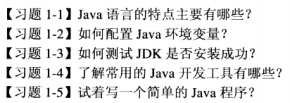 【习题 1-1】Java 语言的特点主要有哪些？
【习题 1-2】如何配置 Java 环境变量？
【习题 1-3】如何测试 JDK 是否安装成功？
【习题 1-4】了解常用的 Java 开发工具有哪些？
【习题 1-5】试着写一个简单的 Java 程序？